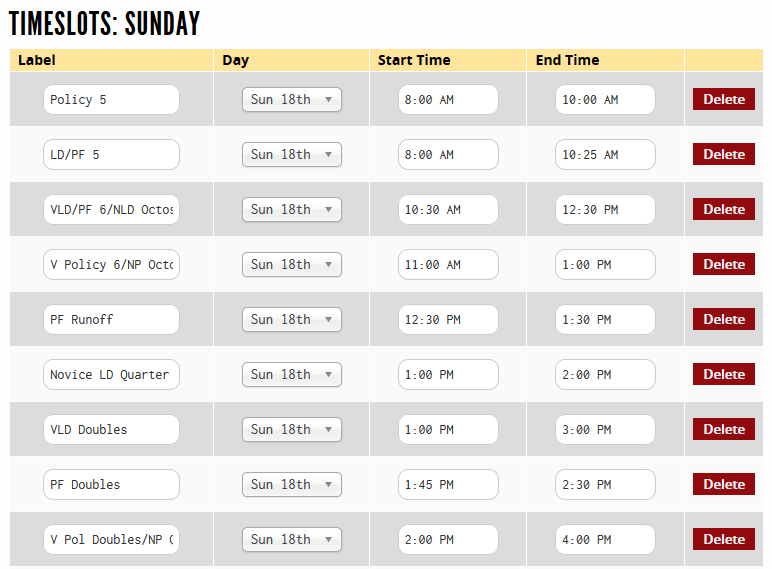 TIMESLOTS: SUNDAY
Label Day Start Time End Time
Policy 5 Sun 18th 8:00 AM 10:00 AM Delete
LD/PF 5 Sun 18th 8:00 AM 10:25 AM Delete
VLD/PF 6/NLD Octos Sun 18th 10:30 AM 12:30 PM Delete
V Policy 6/NP Octo Sun 18th 11:00 AM 1:00 PM Delete
PF Runoff Sun 18th 12:30 PM 1:30 PM Delete
Novice LD Quarter Sun 18th 1:00 PM 2:00 PM Delete
VLD Doubles Sun 18th 1:00 PM 3:00 PM Delete
PF Doubles Sun 18th 1:45 PM 2:30 PM Delete
V Pol Doubles/NP Sun 18th 2:00 PM 4:00 PM Delete